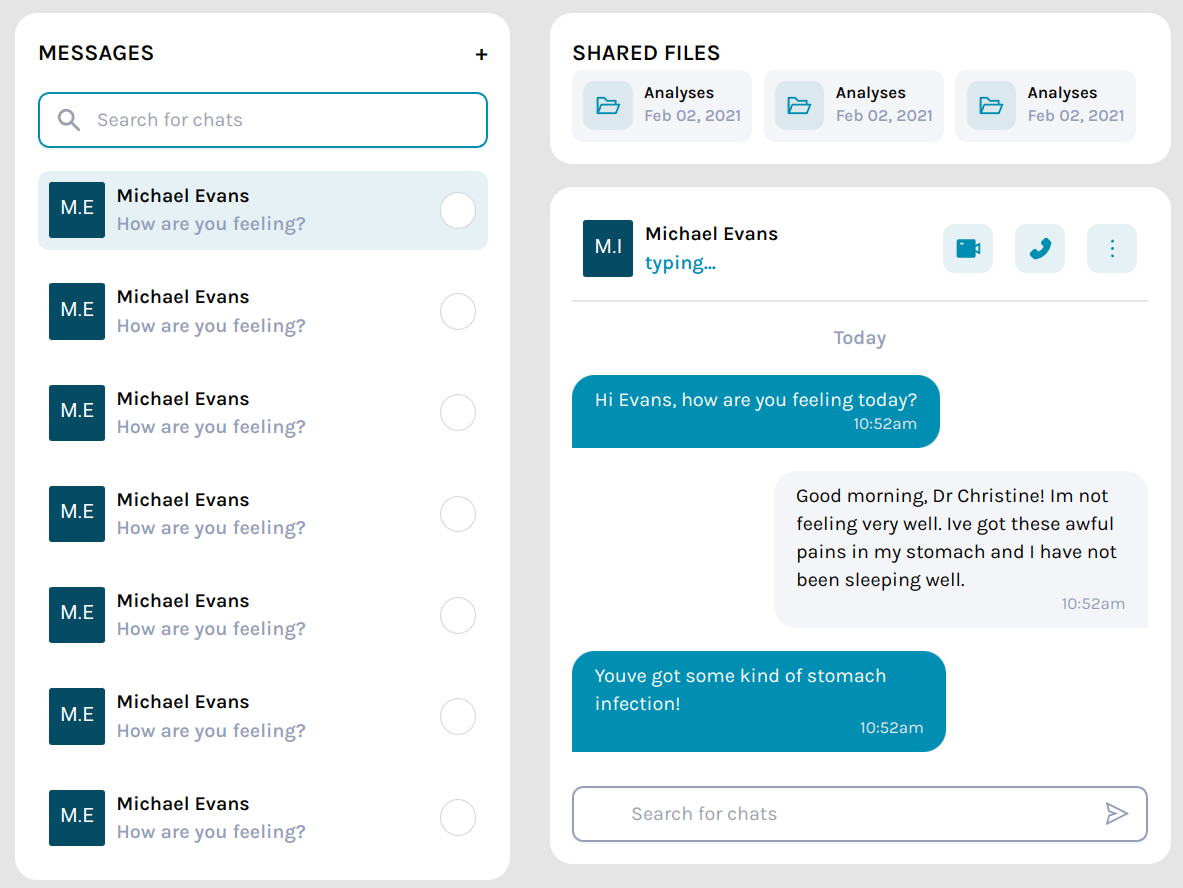 MESSAGES +
Search for chats
M.E Michael Evans
How are you feeling?
M.E Michael Evans
How are you feeling?
M.E Michael Evans
How are you feeling?
M.E Michael Evans
How are you feeling?
M.E Michael Evans
How are you feeling?
M.E Michael Evans
How are you feeling?
M.E Michael Evans
How are you feeling?
SHARED FILES
Analyses
Feb 02, 2021
Analyses
Feb 02, 2021
Analyses
Feb 02, 2021
M.I Michael Evans
typing...
Today
Hi Evans, how are you feeling today?
10:52am
Good morning, Dr Christine! Im not
feeling very well. Ive got these awful
pains in my stomach and I have not
been sleeping well.
10:52am
Youve got some kind of stomach
infection!
10:52am
Search for chats